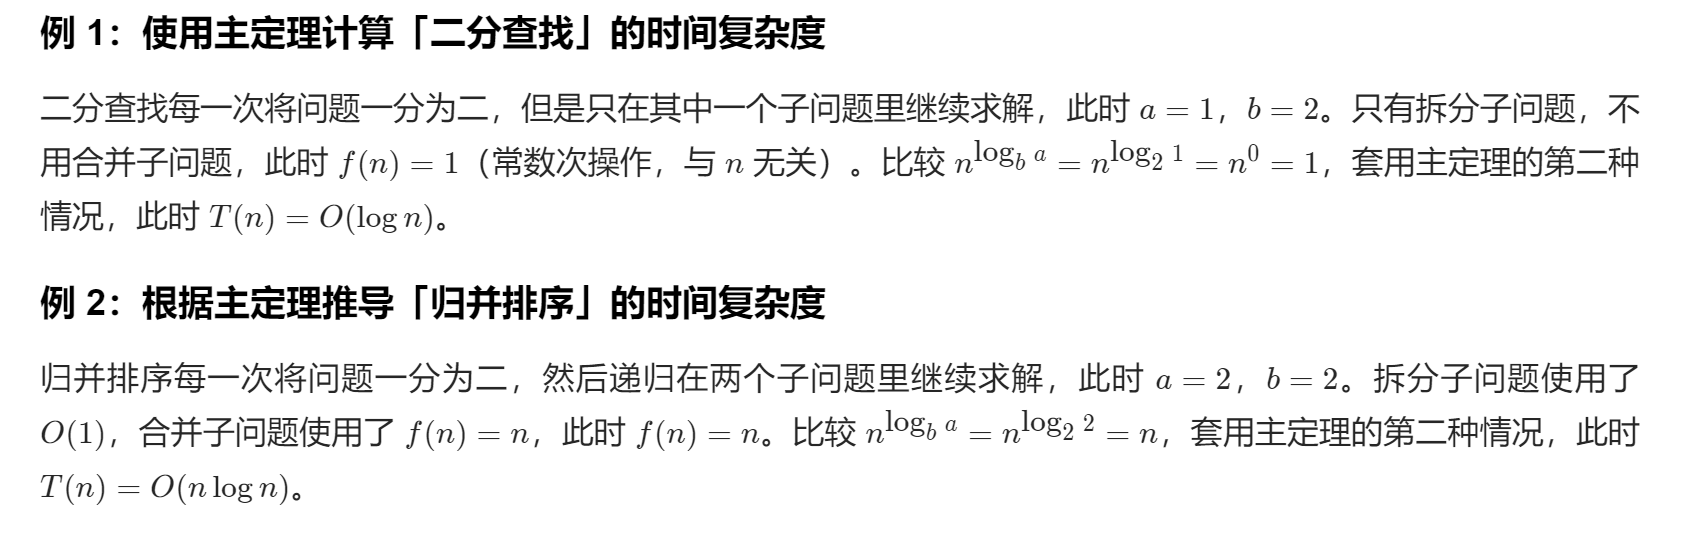 例 1：使用主定理计算「二分查找」的时间复杂度
二分查找每一次将问题一分为二，但是只在其中一个子问题里继续求解，此时 $a = 1$，$b = 2$。只有拆分子问题，不
用合并子问题，此时 $f(n) = 1$（常数次操作，与 $n$ 无关）。比较 $n^{\log_b a} = n^{\log_2 1} = n^0 = 1$，套用主定理的第二种
情况，此时 $T(n) = O(\log n)$。
例 2：根据主定理推导「归并排序」的时间复杂度
归并排序每一次将问题一分为二，然后递归在两个子问题里继续求解，此时 $a = 2$，$b = 2$。拆分子问题使用了
$O(1)$，合并子问题使用了 $f(n) = n$，此时 $f(n) = n$。比较 $n^{\log_b a} = n^{\log_2 2} = n$，套用主定理的第二种情况，此时
$T(n) = O(n \log n)$。